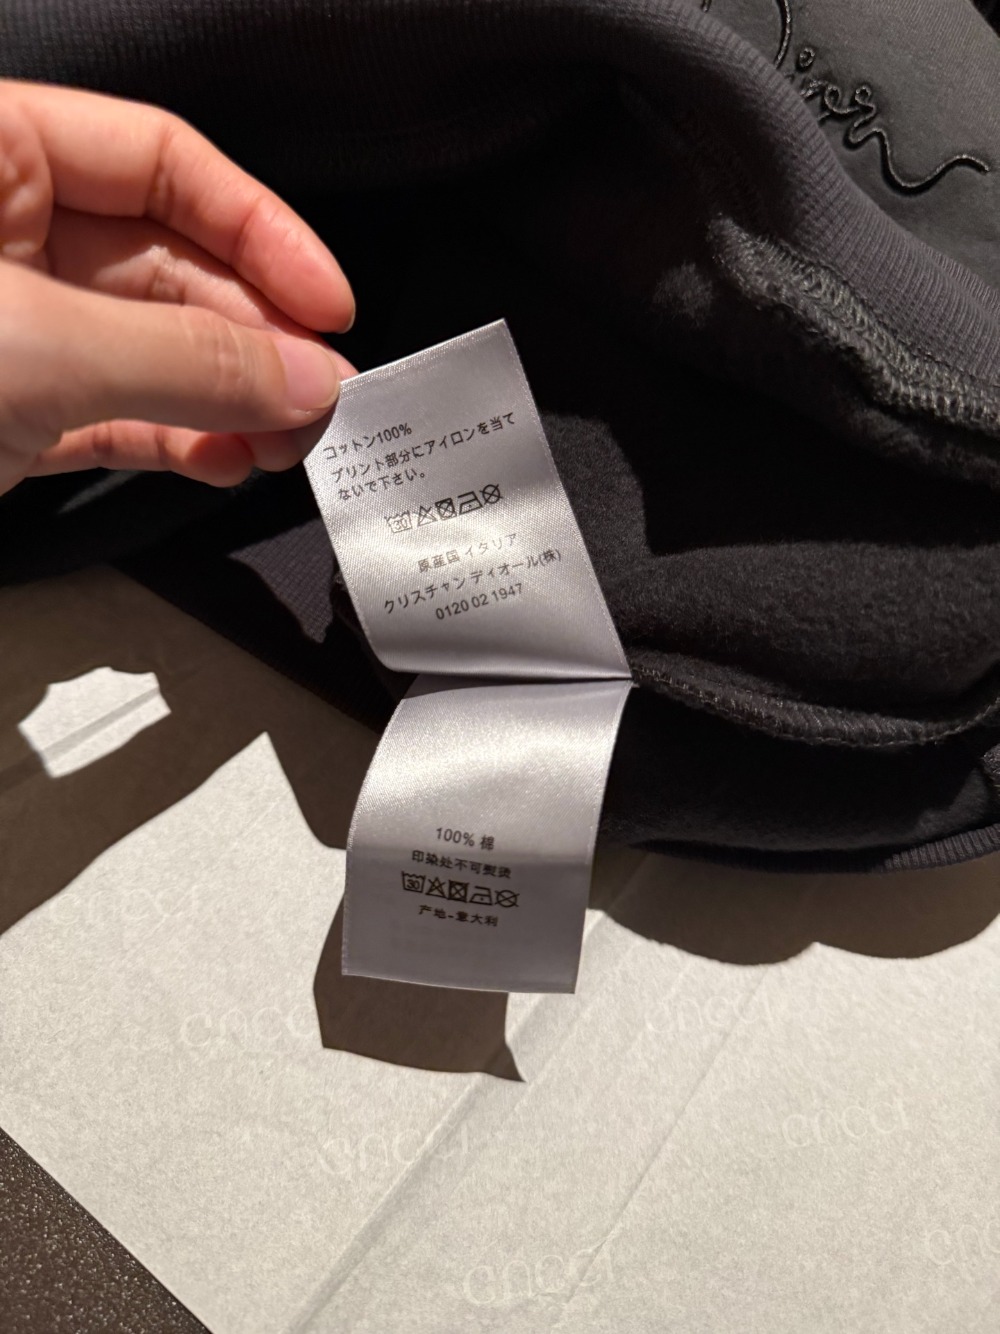 Dior
コットン100%
プリント部分にアイロンを当て
ないで下さい。
30
原産国 イタリア
クリスチャン ディオール(株)
0120 02 1947
100% 棉
印染处不可熨烫
30
产地-意大利